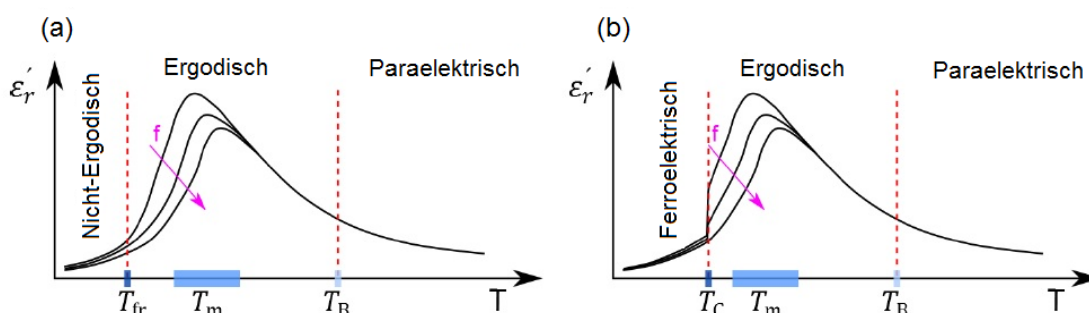 (a)
ε'r
Nicht-Ergodisch
Ergodisch
Paraelektrisch
f
Tfr
Tm
TB
T
(b)
ε'r
Ferroelektrisch
Ergodisch
Paraelektrisch
f
TC
Tm
TB
T